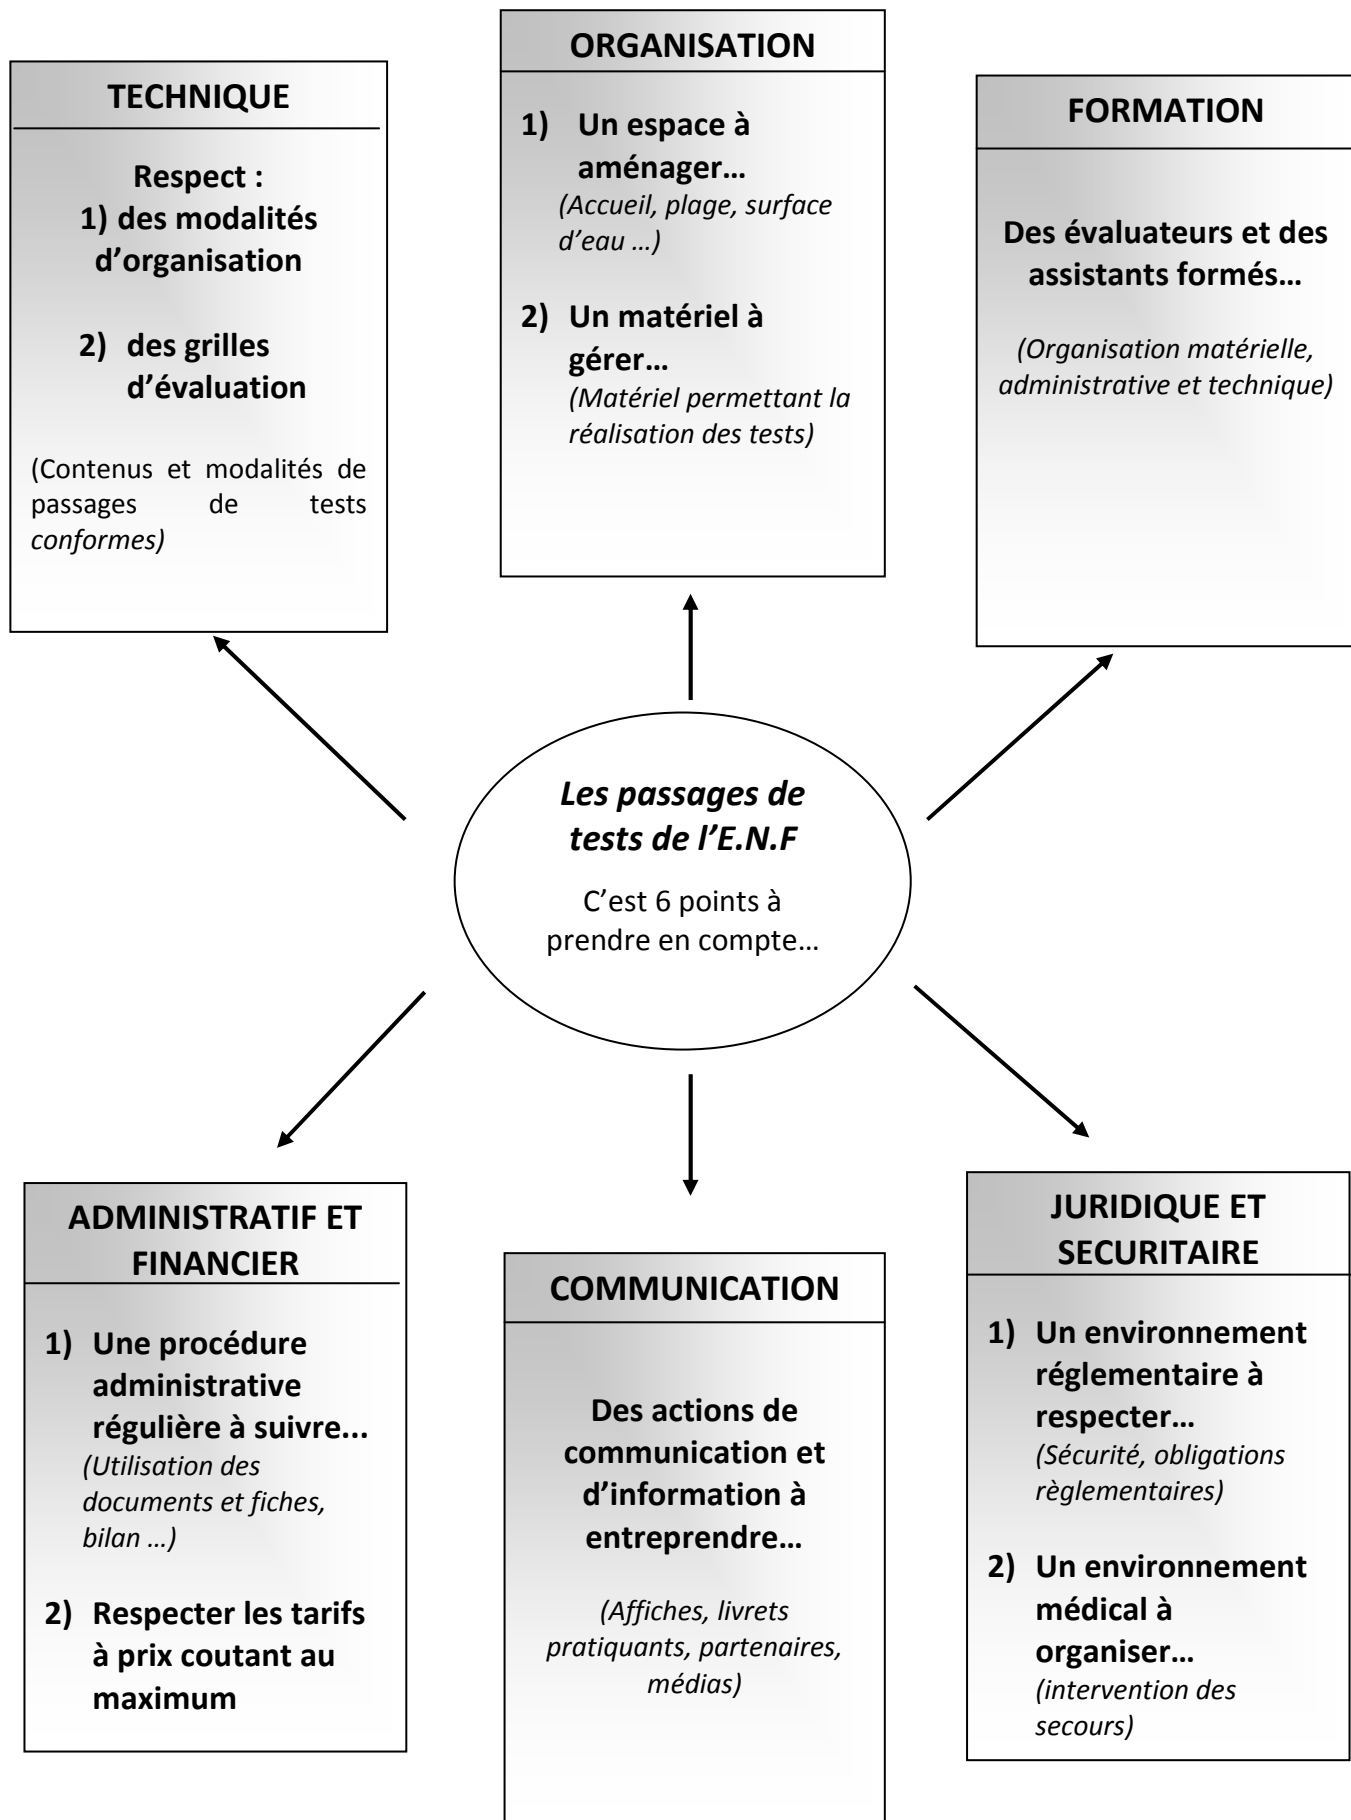 TECHNIQUE
Respect :
1) des modalités
d’organisation
2) des grilles
d’évaluation
(Contenus et modalités de
passages de tests
conformes)
ORGANISATION
1) Un espace à
aménager…
(Accueil, plage, surface
d’eau …)
2) Un matériel à
gérer…
(Matériel permettant la
réalisation des tests)
FORMATION
Des évaluateurs et des
assistants formés…
(Organisation matérielle,
administrative et technique)
Les passages de
tests de l’E.N.F
C’est 6 points à
prendre en compte…
ADMINISTRATIF ET
FINANCIER
1) Une procédure
administrative
régulière à suivre...
(Utilisation des
documents et fiches,
bilan …)
2) Respecter les tarifs
à prix coutant au
maximum
COMMUNICATION
Des actions de
communication et
d’information à
entreprendre…
(Affiches, livrets
pratiquants, partenaires,
médias)
JURIDIQUE ET
SECURITAIRE
1) Un environnement
réglementaire à
respecter…
(Sécurité, obligations
règlementaires)
2) Un environnement
médical à
organiser…
(intervention des
secours)